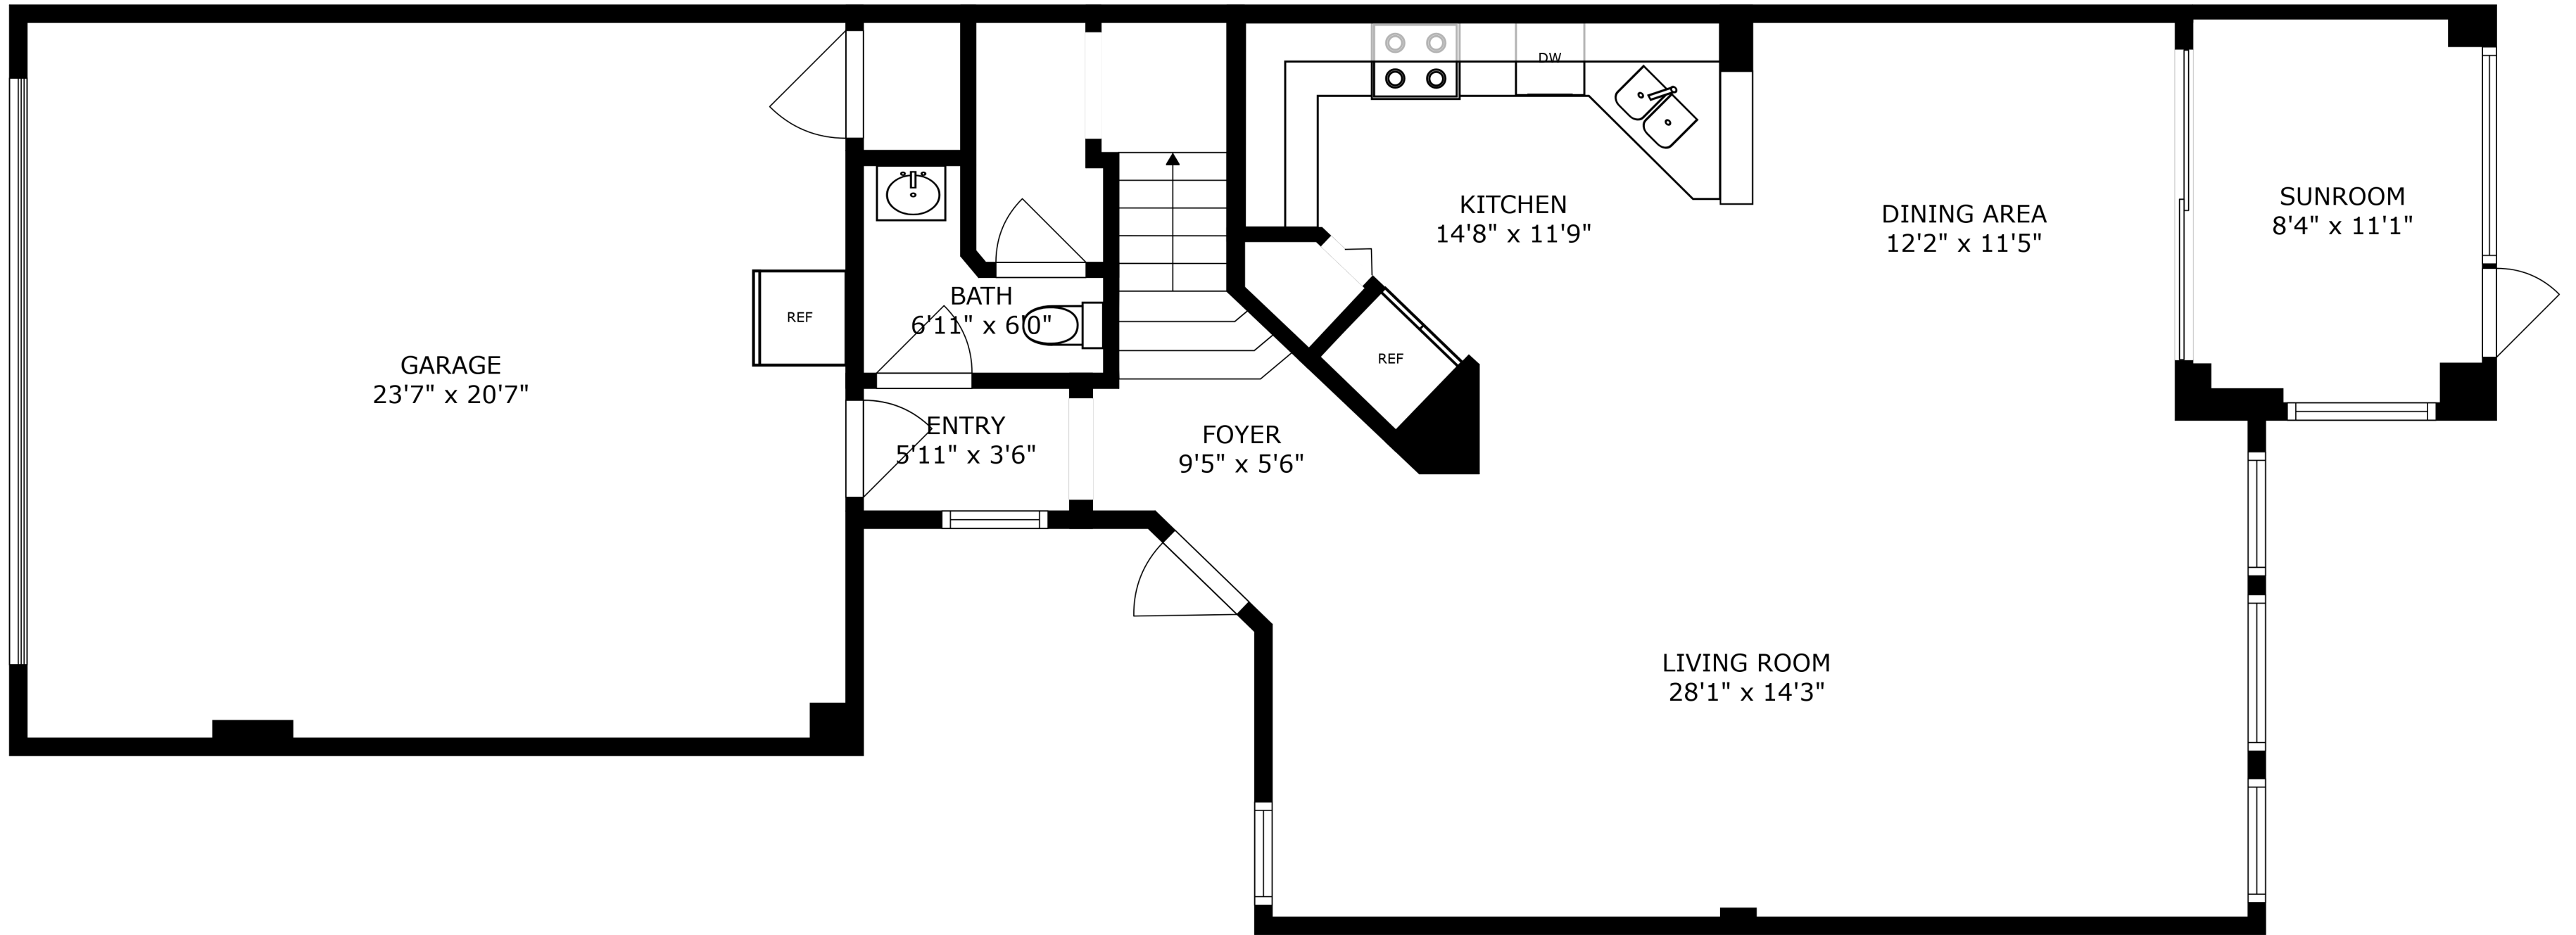 DW
KITCHEN
14'8" x 11'9"
DINING AREA
12'2" x 11'5"
SUNROOM
8'4" x 11'1"
BATH
6'11" x 6'0"
REF
REF
GARAGE
23'7" x 20'7"
ENTRY
5'11" x 3'6"
FOYER
9'5" x 5'6"
LIVING ROOM
28'1" x 14'3"